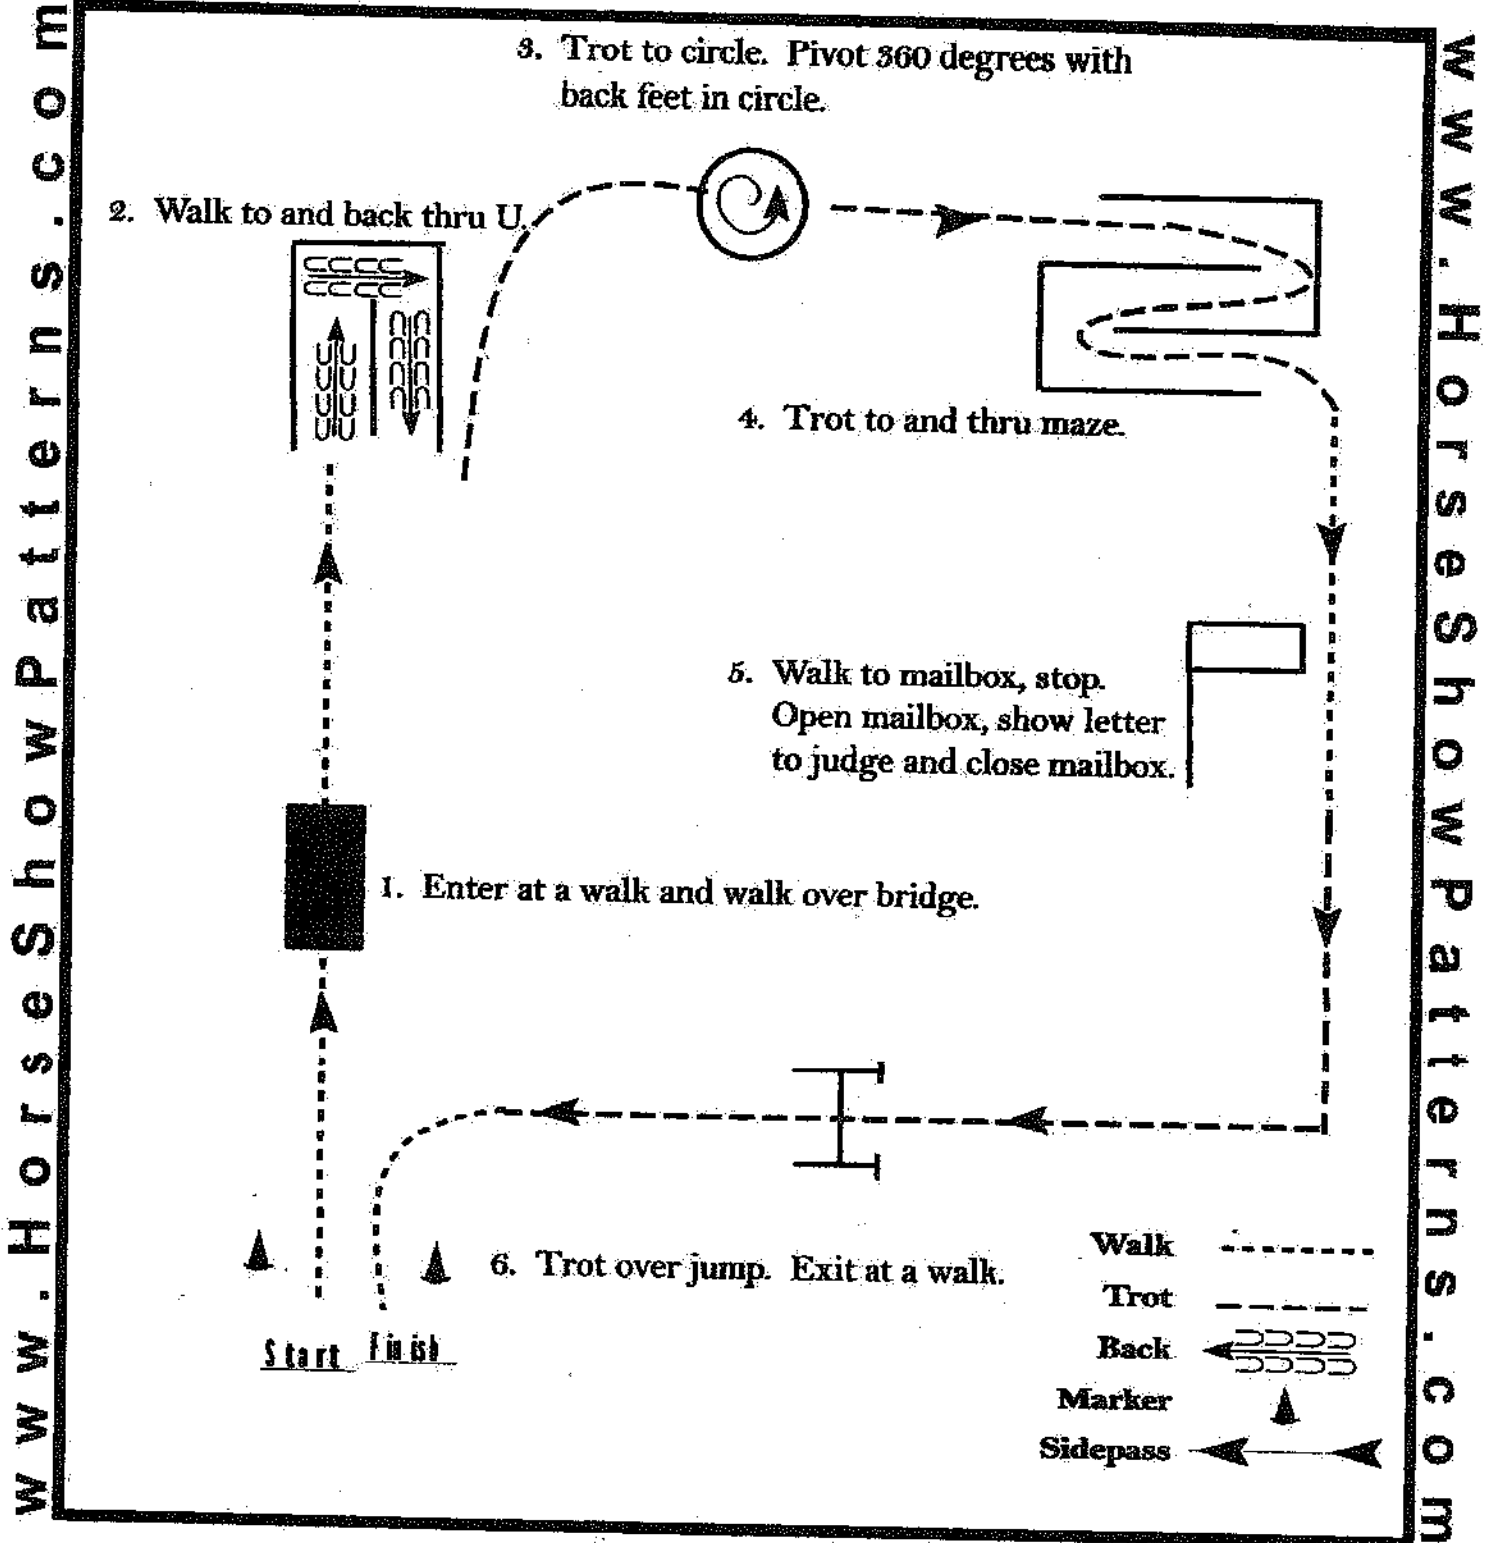 www.HorseShowPatterns.com
3. Trot to circle. Pivot 360 degrees with
back feet in circle.
2. Walk to and back thru U.
4. Trot to and thru maze.
5. Walk to mailbox, stop.
Open mailbox, show letter
to judge and close mailbox.
1. Enter at a walk and walk over bridge.
6. Trot over jump. Exit at a walk.
Start Finish
Walk
Trot
Back
Marker
Sidepass
www.HorseShowPatterns.com